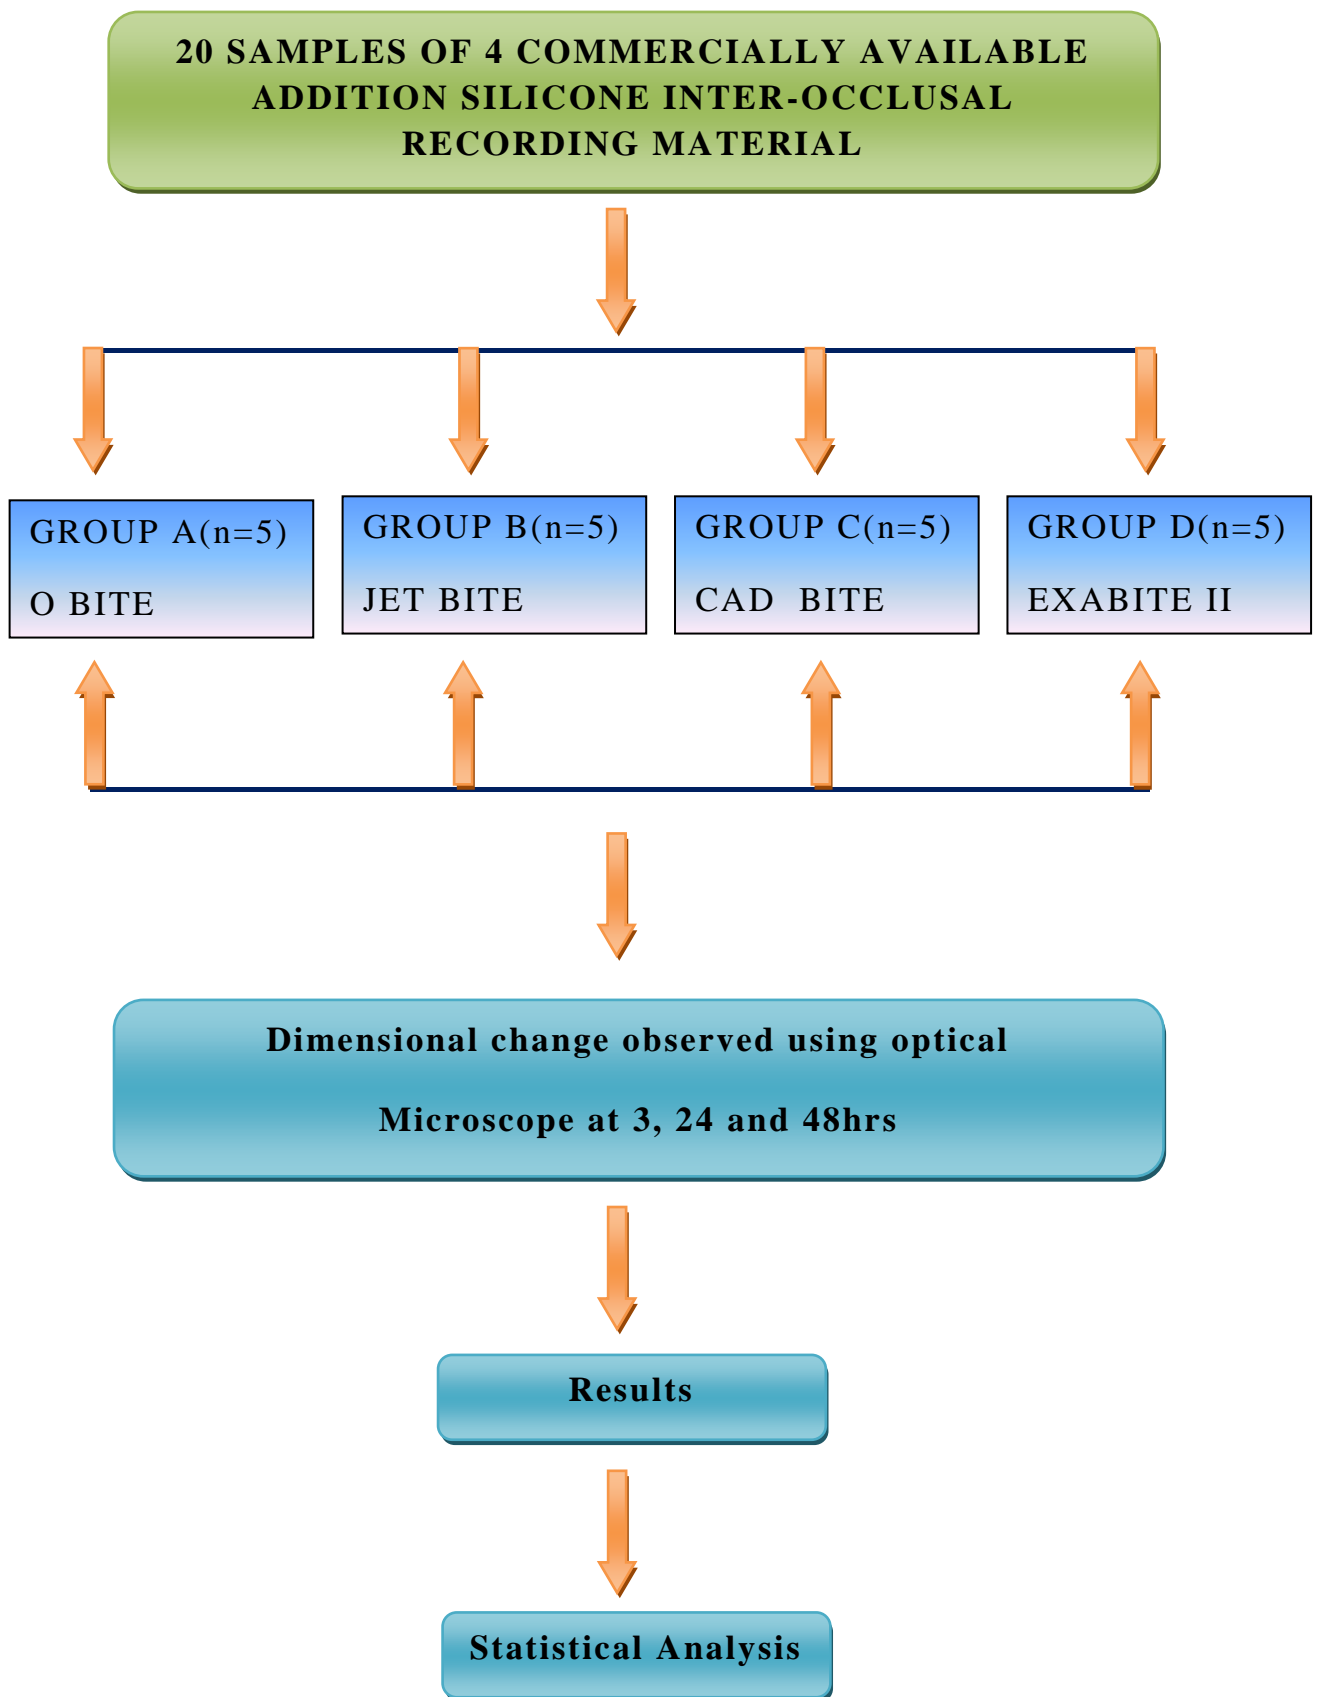 20 SAMPLES OF 4 COMMERCIALLY AVAILABLE
ADDITION SILICONE INTER-OCCLUSAL
RECORDING MATERIAL
GROUP A(n=5)
O BITE
GROUP B(n=5)
JET BITE
GROUP C(n=5)
CAD BITE
GROUP D(n=5)
EXABITE II
Dimensional change observed using optical
Microscope at 3, 24 and 48hrs
Results
Statistical Analysis